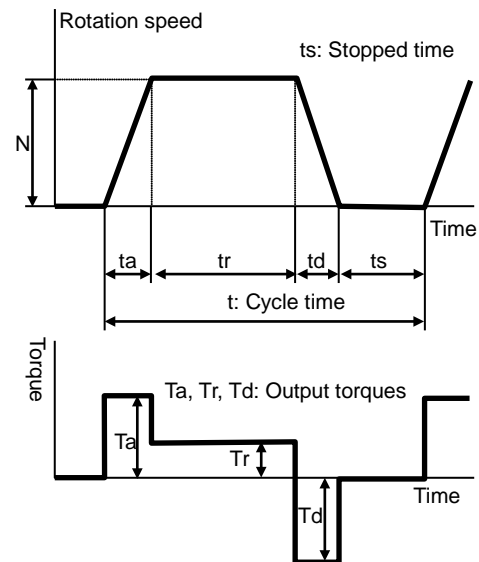 Rotation speed
ts: Stopped time
N
Time
ta
tr
td
ts
t: Cycle time
Torque
Ta, Tr, Td: Output torques
Ta
Tr
Time
Td